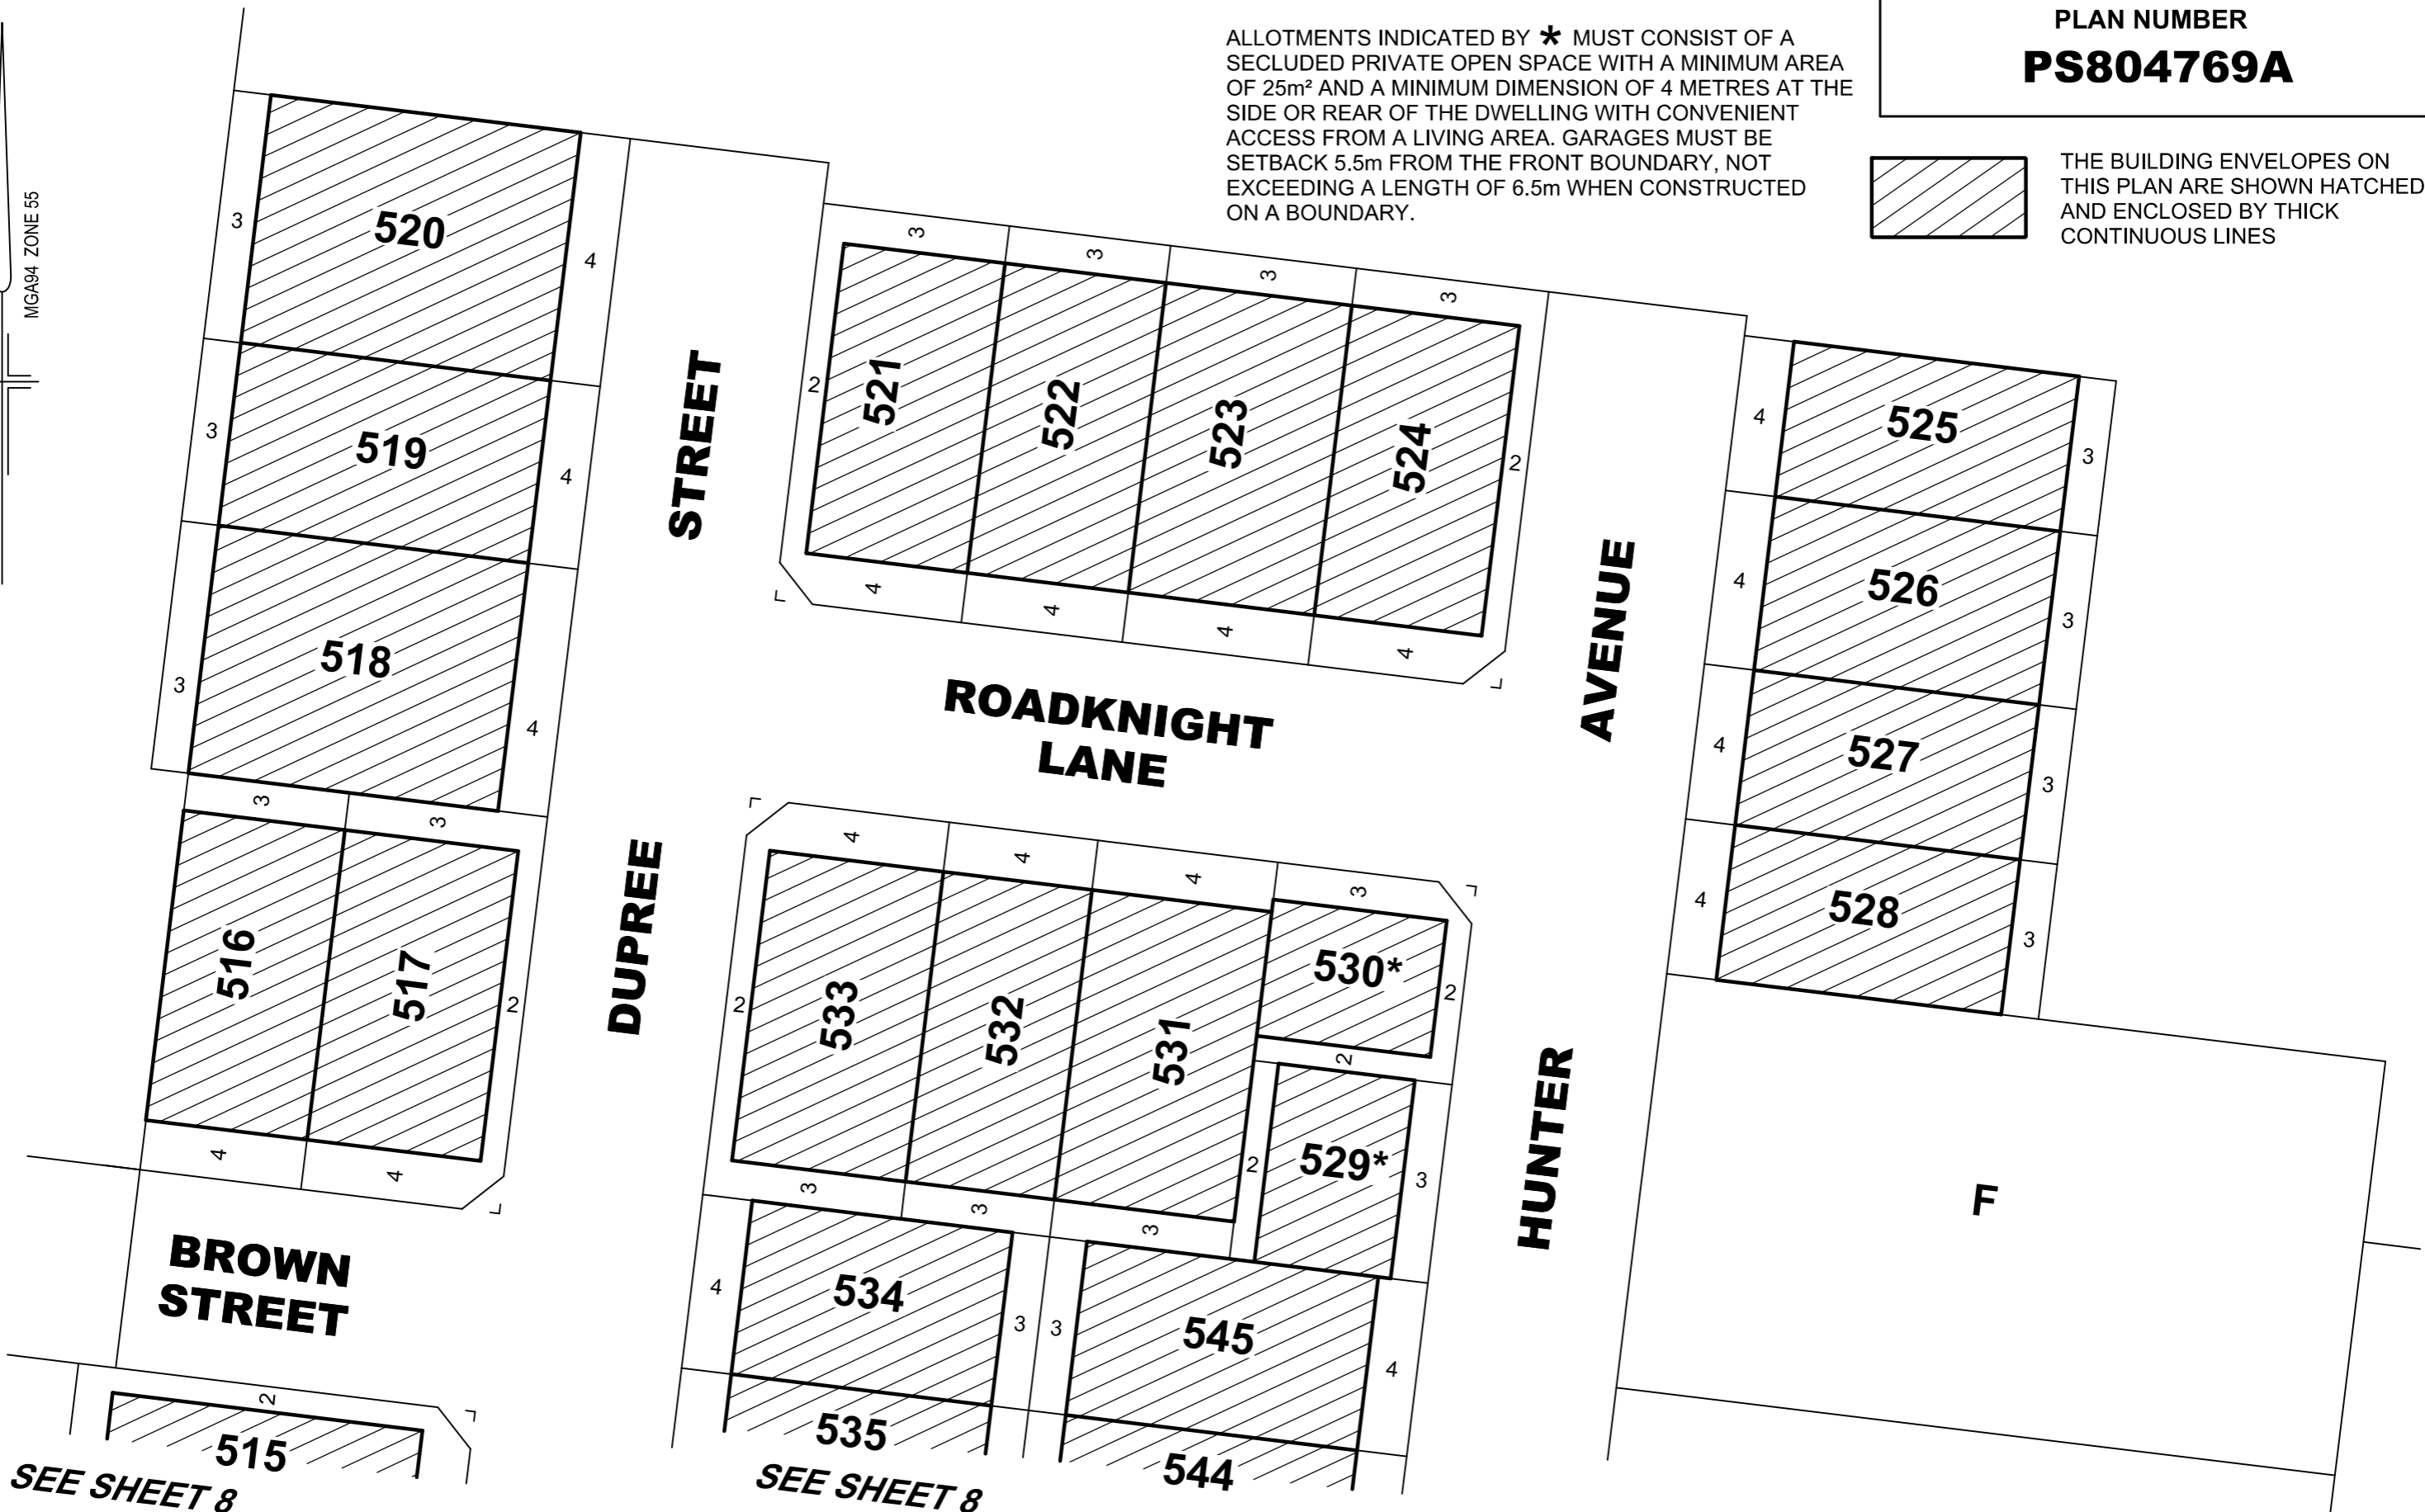 ALLOTMENTS INDICATED BY * MUST CONSIST OF A
SECLUDED PRIVATE OPEN SPACE WITH A MINIMUM AREA
OF 25m² AND A MINIMUM DIMENSION OF 4 METRES AT THE
SIDE OR REAR OF THE DWELLING WITH CONVENIENT
ACCESS FROM A LIVING AREA. GARAGES MUST BE
SETBACK 5.5m FROM THE FRONT BOUNDARY, NOT
EXCEEDING A LENGTH OF 6.5m WHEN CONSTRUCTED
ON A BOUNDARY.
PLAN NUMBER
PS804769A
THE BUILDING ENVELOPES ON
THIS PLAN ARE SHOWN HATCHED
AND ENCLOSED BY THICK
CONTINUOUS LINES
MGA94 ZONE 55
3
520
4
3
519
4
3
518
4
3
3
516
517
2
4
4
BROWN
STREET
2
515
SEE SHEET 8
DUPREE
STREET
3
3
3
3
2
521
522
523
524
2
4
4
4
4
ROADKNIGHT
LANE
HUNTER
AVENUE
4
525
3
4
526
3
4
527
3
4
528
3
4
4
4
3
2
533
532
531
530*
2
2
2
529*
3
3
3
3
4
534
3
3
545
4
535
544
SEE SHEET 8
F